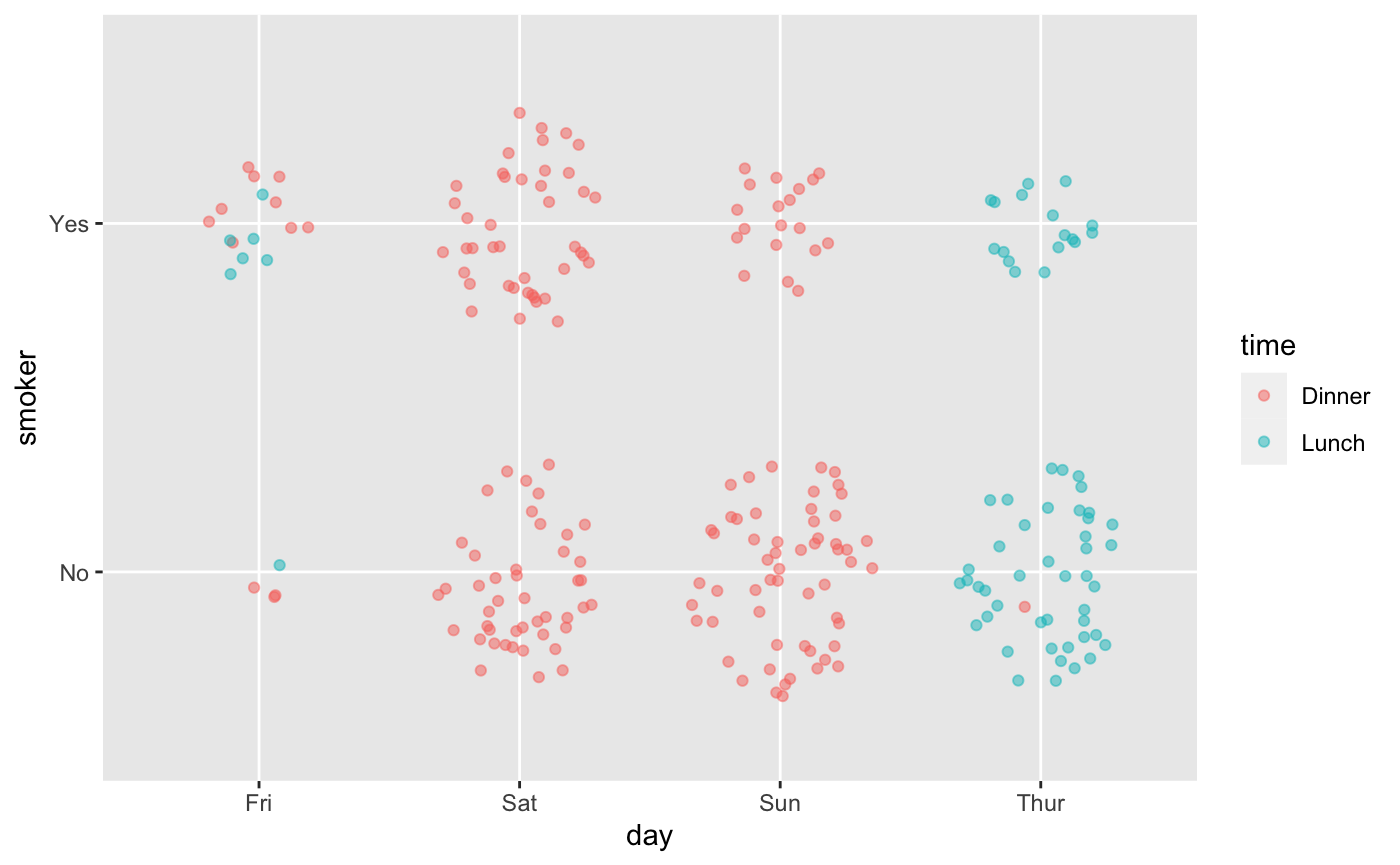 smoker
Yes
No
Fri
Sat
Sun
Thur
day
time
Dinner
Lunch